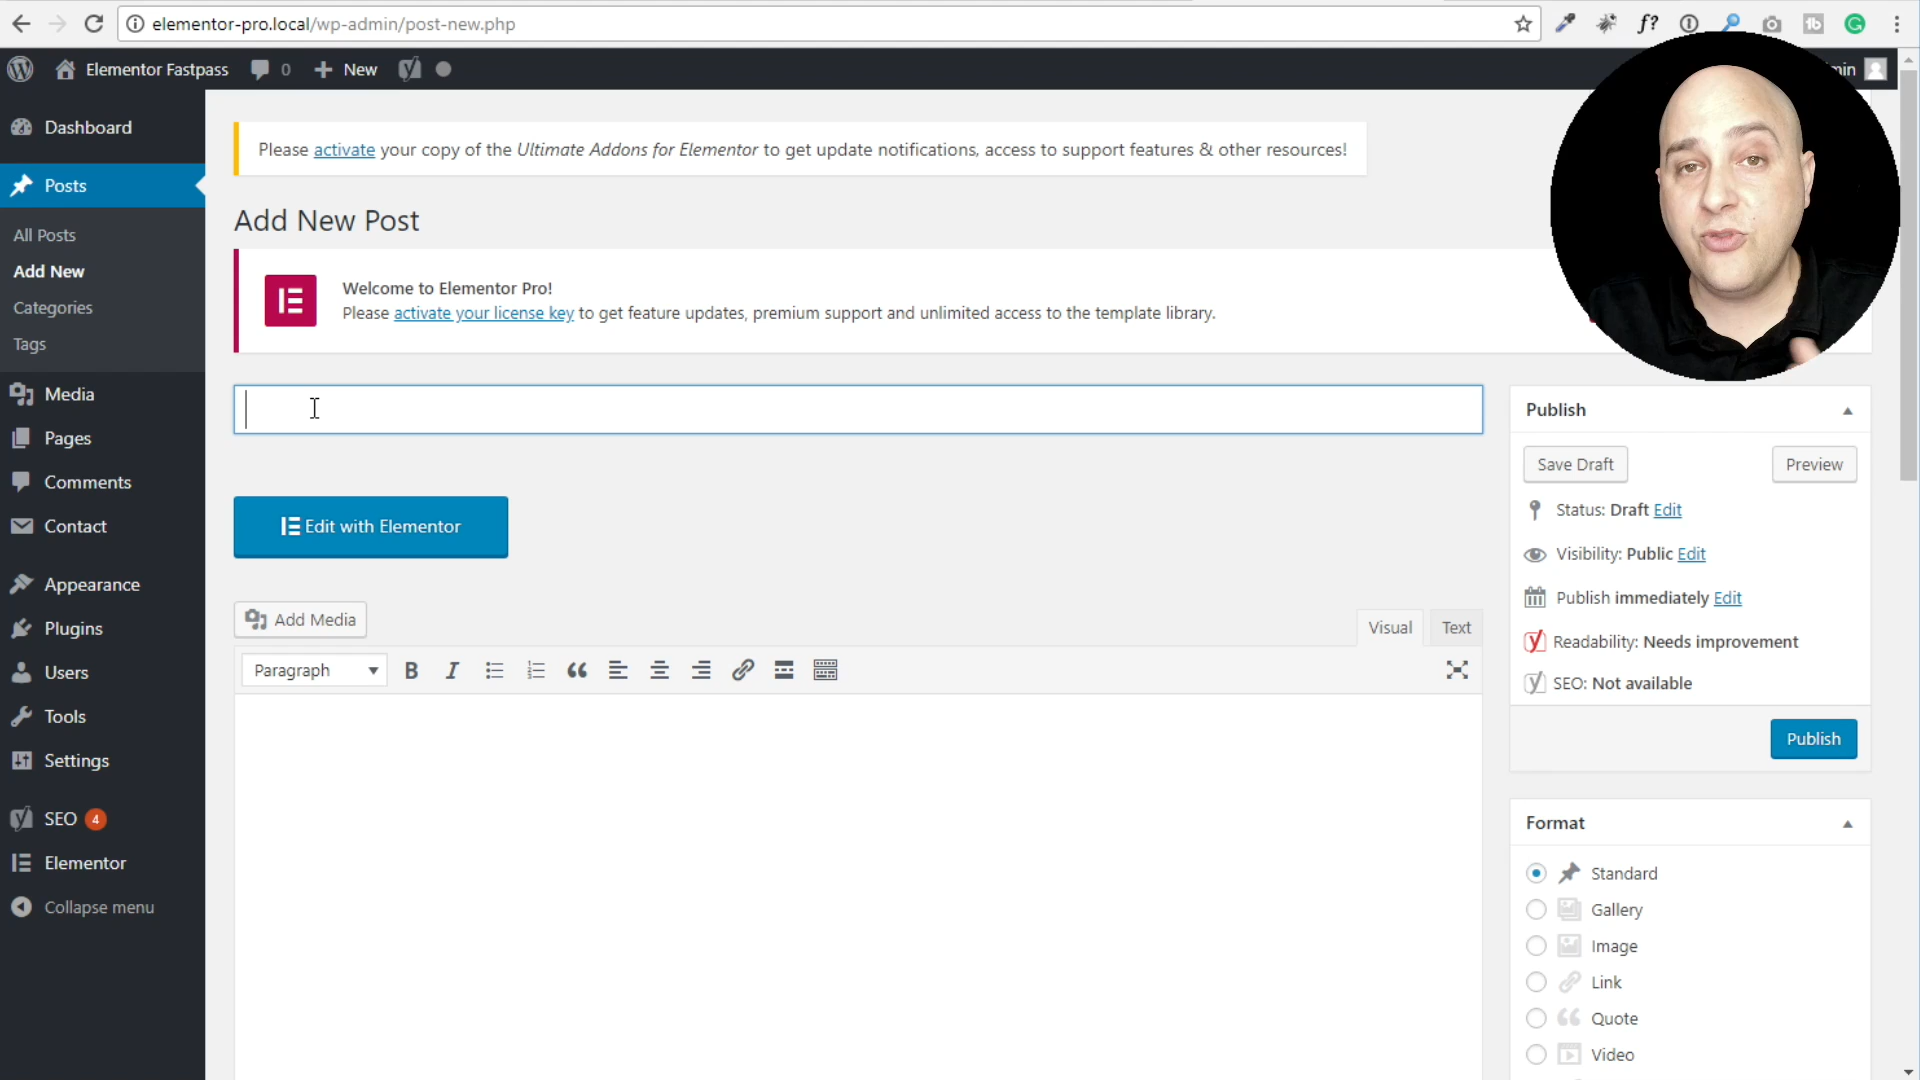 elementor-pro.local/wp-admin/post-new.php
Elementor Fastpass 0 New
Dashboard
Posts
All Posts
Add New
Categories
Tags
Media
Pages
Comments
Contact
Appearance
Plugins
Users
Tools
Settings
SEO 4
Elementor
Collapse menu
Please activate your copy of the Ultimate Addons for Elementor to get update notifications, access to support features & other resources!
Add New Post
Welcome to Elementor Pro!
Please activate your license key to get feature updates, premium support and unlimited access to the template library.
Edit with Elementor
Add Media
Visual Text
Paragraph B I
Publish
Save Draft Preview
Status: Draft Edit
Visibility: Public Edit
Publish immediately Edit
Readability: Needs improvement
SEO: Not available
Publish
Format
Standard
Gallery
Image
Link
Quote
Video